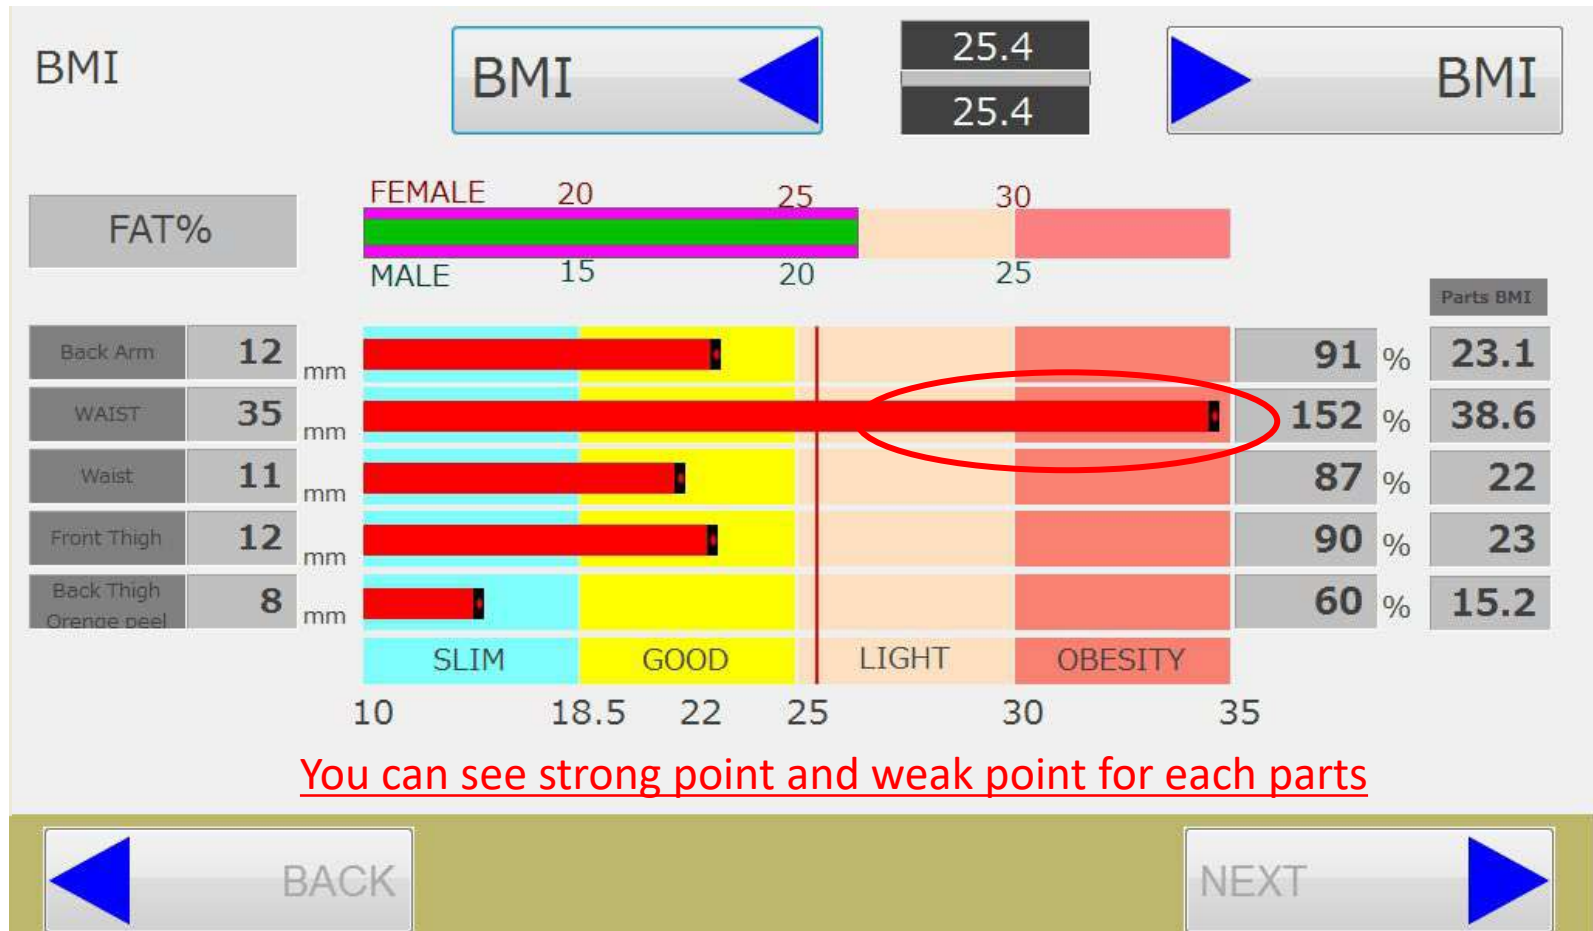 BMI
BMI
25.4
25.4
BMI
FAT%
FEMALE 20 25 30
MALE 15 20 25
Parts BMI
Back Arm 12 mm 91 % 23.1
WAIST 35 mm 152 % 38.6
Waist 11 mm 87 % 22
Front Thigh 12 mm 90 % 23
Back Thigh
Orenge peel 8 mm 60 % 15.2
SLIM GOOD LIGHT OBESITY
10 18.5 22 25 30 35
You can see strong point and weak point for each parts
BACK NEXT